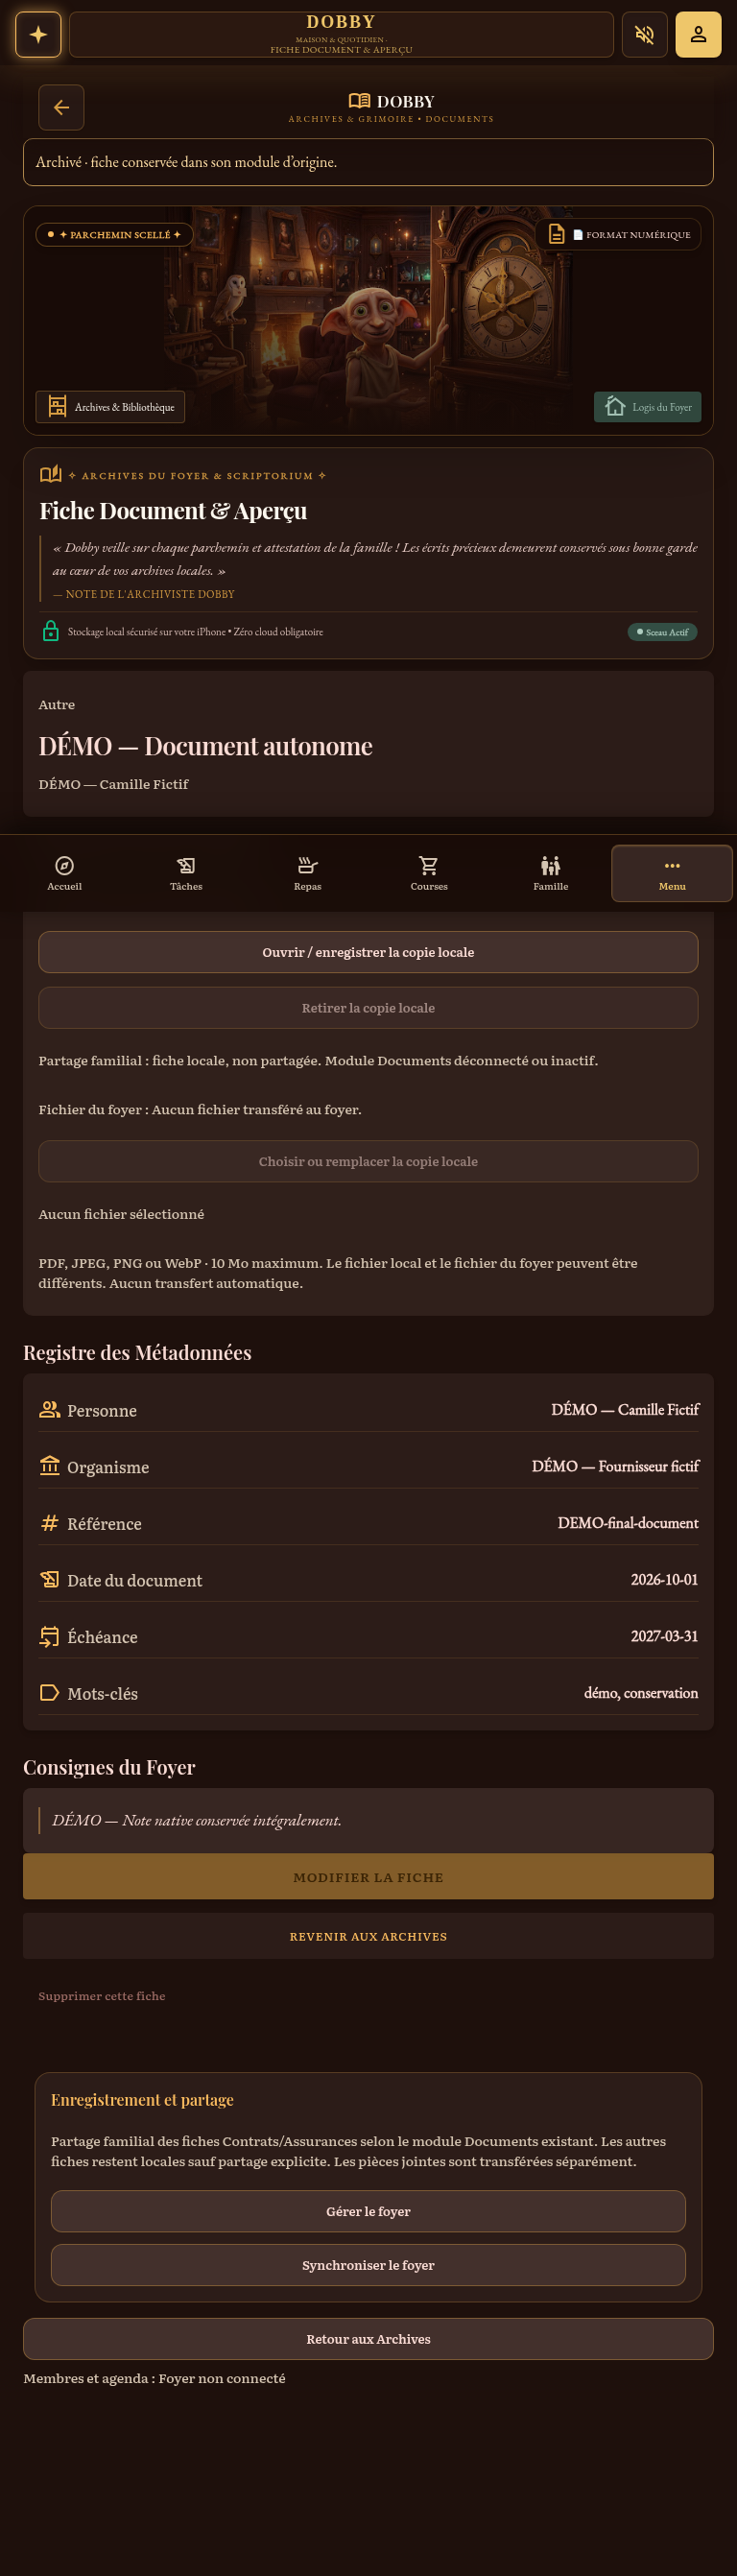 DOBBY
MAISON & QUOTIDIEN ·
FICHE DOCUMENT & APERÇU
DOBBY
ARCHIVES & GRIMOIRE • DOCUMENTS
Archivé · fiche conservée dans son module d’origine.
✦ PARCHEMIN SCELLÉ ✦
📄 FORMAT NUMÉRIQUE
Archives & Bibliothèque
Logis du Foyer
✧ ARCHIVES DU FOYER & SCRIPTORIUM ✧
Fiche Document & Aperçu
« Dobby veille sur chaque parchemin et attestation de la famille ! Les écrits précieux demeurent conservés sous bonne garde
au cœur de vos archives locales. »
— NOTE DE L'ARCHIVISTE DOBBY
Stockage local sécurisé sur votre iPhone • Zéro cloud obligatoire
Sceau Actif
Autre
DÉMO — Document autonome
DÉMO — Camille Fictif
Accueil
Tâches
Repas
Courses
Famille
Menu
Ouvrir / enregistrer la copie locale
Retirer la copie locale
Partage familial : fiche locale, non partagée. Module Documents déconnecté ou inactif.
Fichier du foyer : Aucun fichier transféré au foyer.
Choisir ou remplacer la copie locale
Aucun fichier sélectionné
PDF, JPEG, PNG ou WebP · 10 Mo maximum. Le fichier local et le fichier du foyer peuvent être
différents. Aucun transfert automatique.
Registre des Métadonnées
Personne DÉMO — Camille Fictif
Organisme DÉMO — Fournisseur fictif
Référence DEMO-final-document
Date du document 2026-10-01
Échéance 2027-03-31
Mots-clés démo, conservation
Consignes du Foyer
DÉMO — Note native conservée intégralement.
MODIFIER LA FICHE
REVENIR AUX ARCHIVES
Supprimer cette fiche
Enregistrement et partage
Partage familial des fiches Contrats/Assurances selon le module Documents existant. Les autres
fiches restent locales sauf partage explicite. Les pièces jointes sont transférées séparément.
Gérer le foyer
Synchroniser le foyer
Retour aux Archives
Membres et agenda : Foyer non connecté